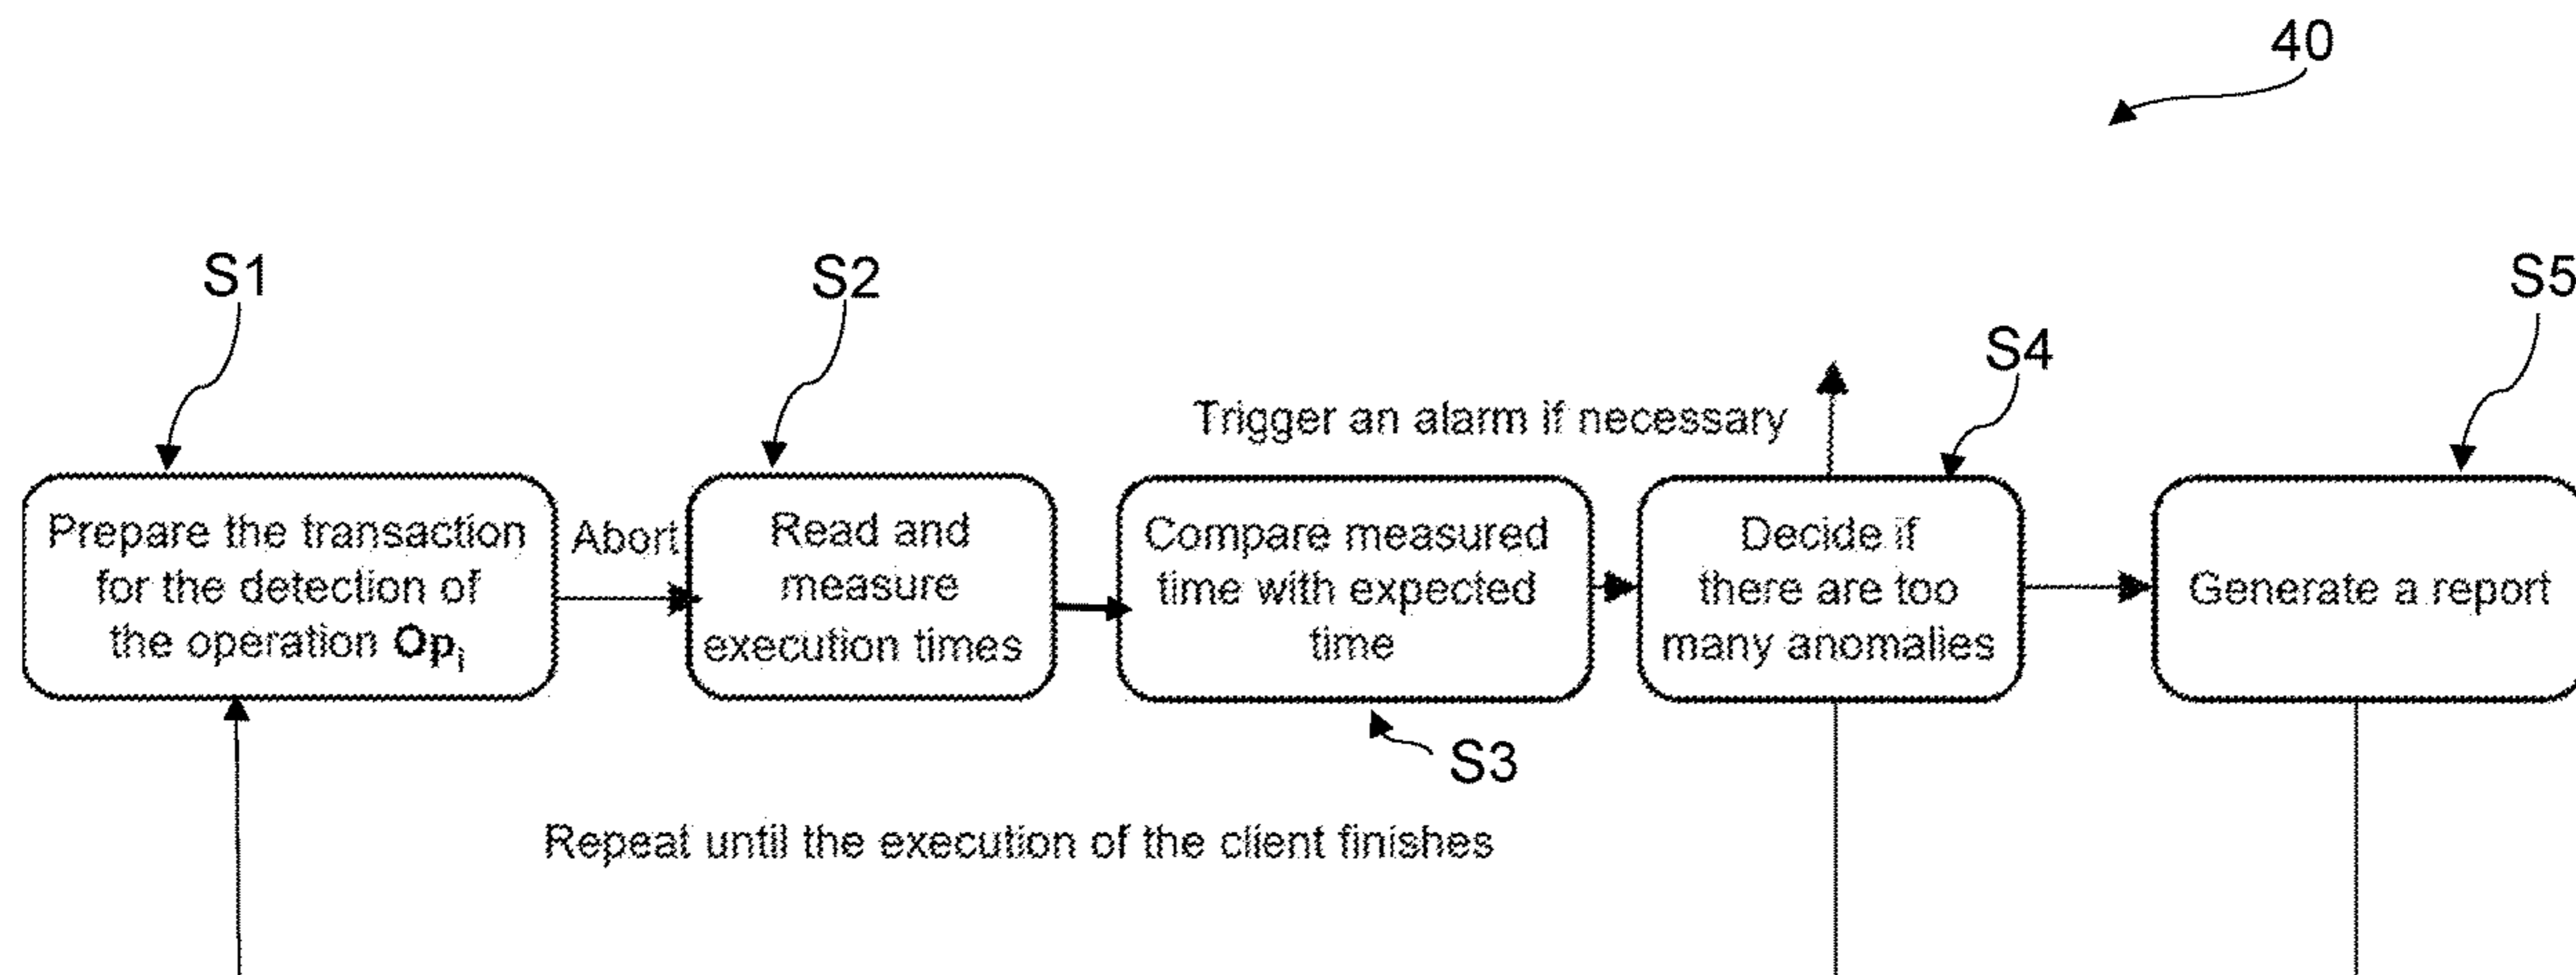 40
S1
S2
S5
S4
Trigger an alarm if necessary
Prepare the transaction
for the detection of
the operation Opi
Abort
Read and
measure
execution times
Compare measured
time with expected
time
Decide if
there are too
many anomalies
Generate a report
S3
Repeat until the execution of the client finishes